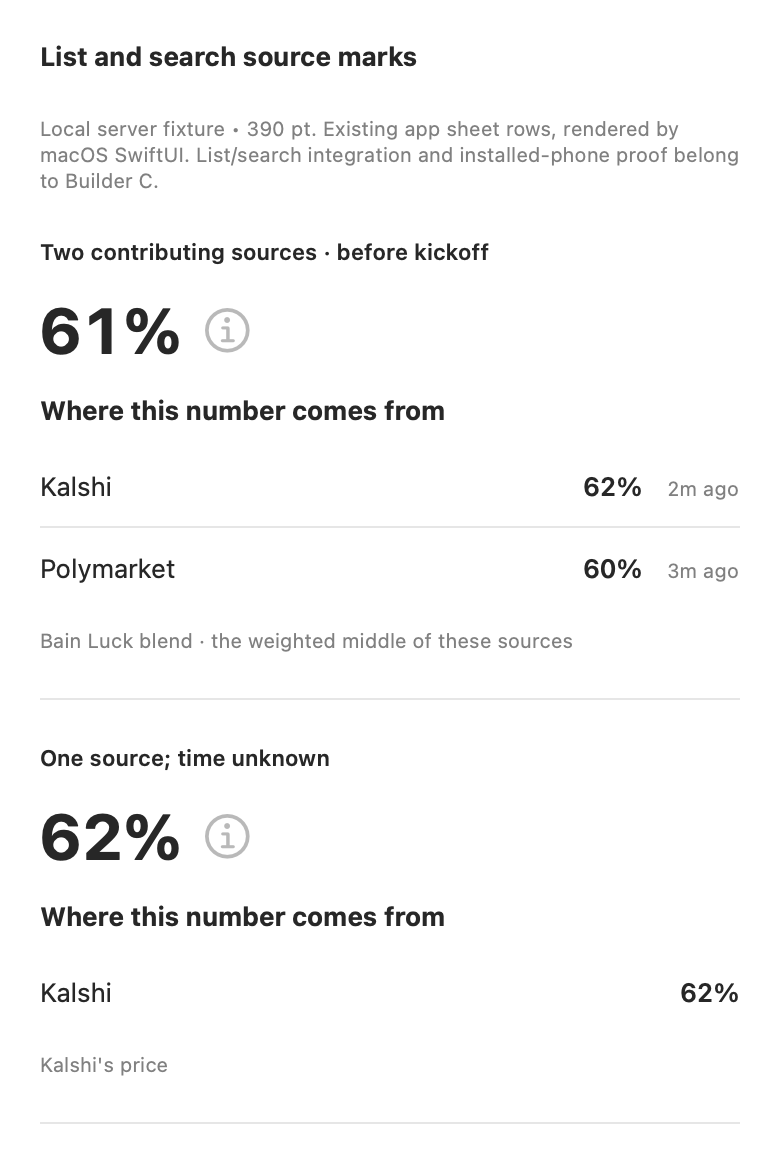 List and search source marks
Local server fixture • 390 pt. Existing app sheet rows, rendered by
macOS SwiftUI. List/search integration and installed-phone proof belong
to Builder C.
Two contributing sources · before kickoff
61%
Where this number comes from
Kalshi 62% 2m ago
Polymarket 60% 3m ago
Bain Luck blend · the weighted middle of these sources
One source; time unknown
62%
Where this number comes from
Kalshi 62%
Kalshi's price